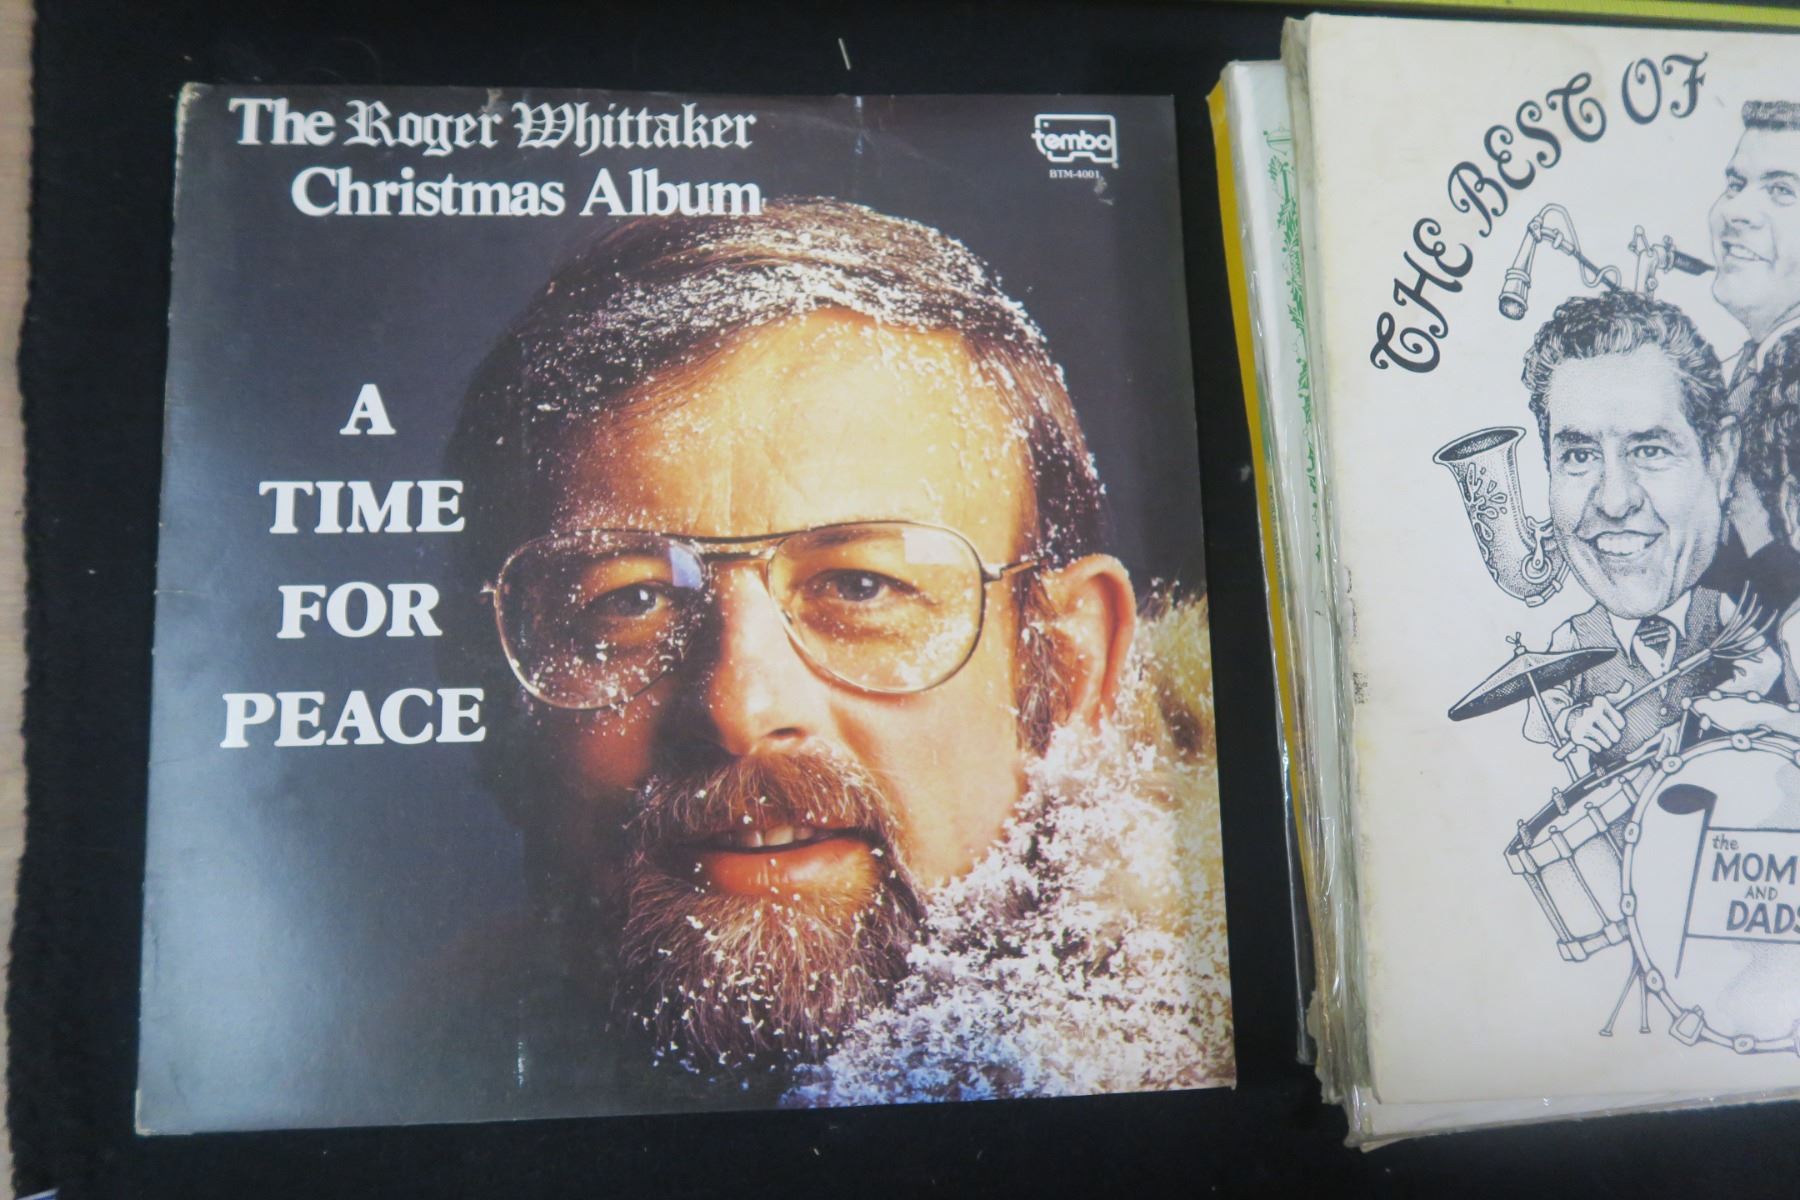 The Roger Whittaker
Christmas Album
tembo
BTM-4001
A
TIME
FOR
PEACE
THE BEST OF
the
MOM
AND
DADS